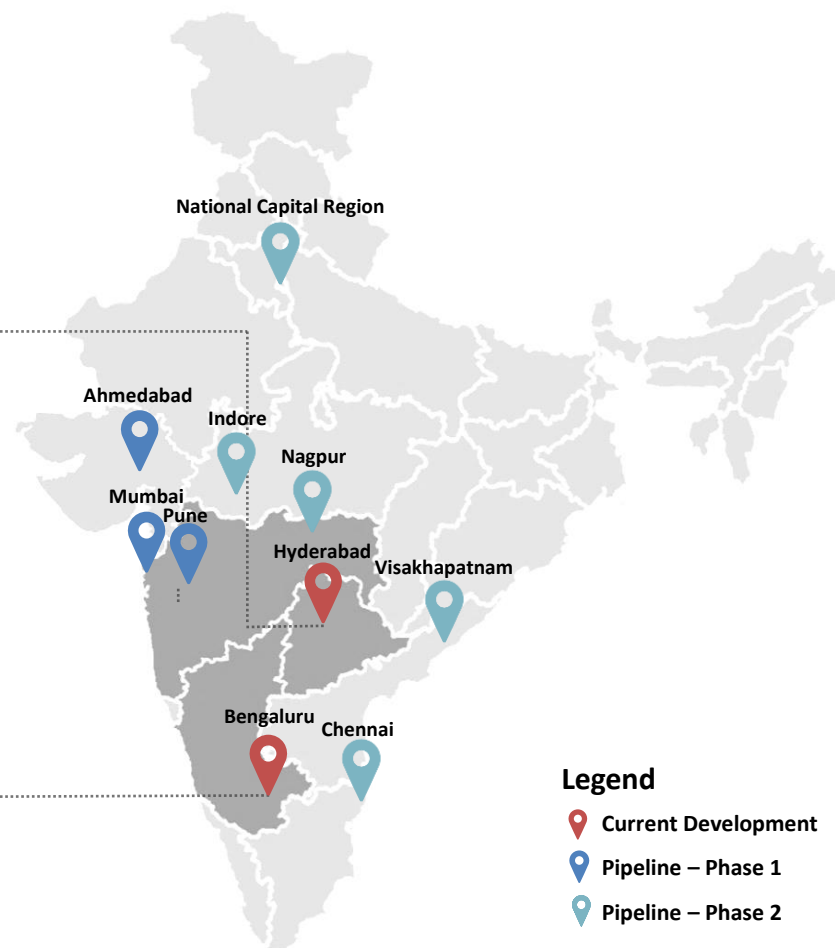 National Capital Region
Ahmedabad
Indore
Nagpur
Mumbai
Pune
Hyderabad
Visakhapatnam
Bengaluru
Chennai
Legend
Current Development
Pipeline – Phase 1
Pipeline – Phase 2